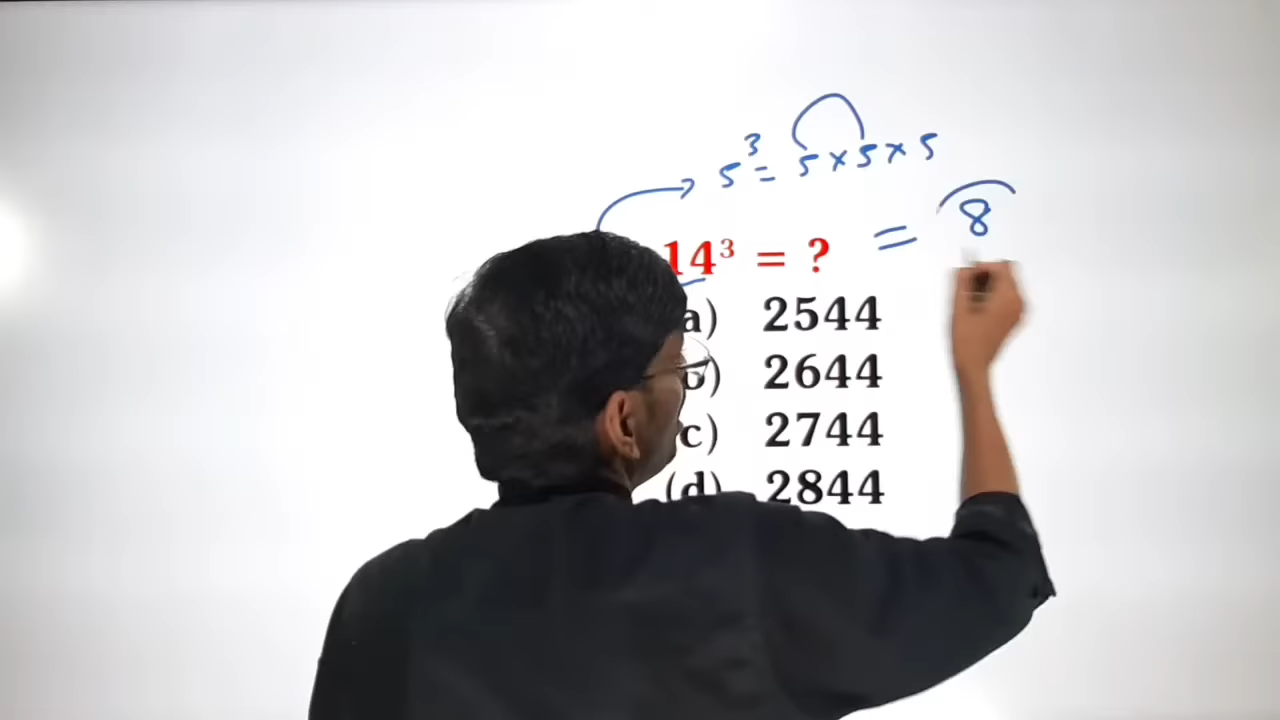 5³ = 5 × 5 × 5
14³ = ? = 8
a) 2544
b) 2644
c) 2744
(d) 2844